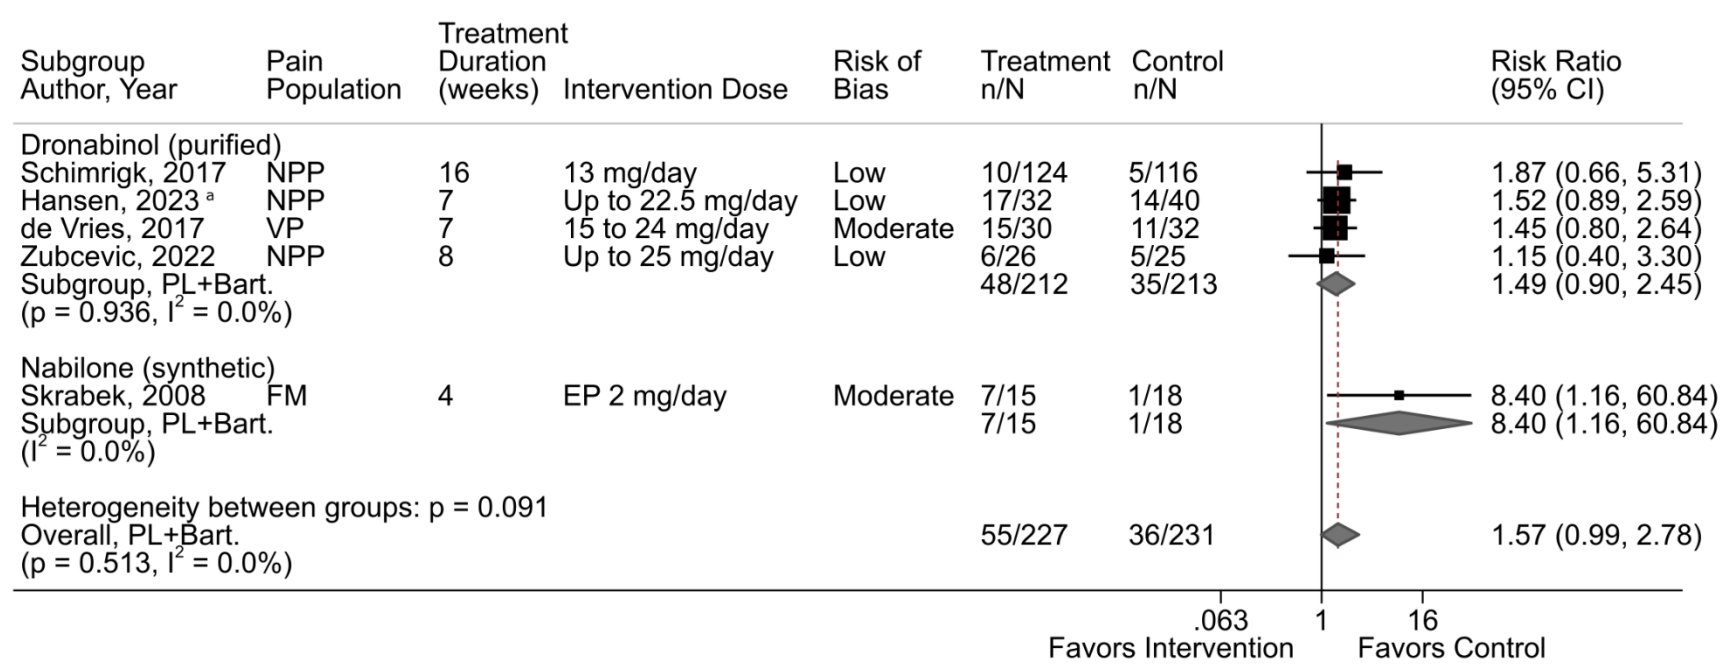 Subgroup Author, Year Pain Population Treatment Duration (weeks) Intervention Dose Risk of Bias Treatment n/N Control n/N Risk Ratio (95% CI)
Dronabinol (purified)
Schimrigk, 2017 NPP 16 13 mg/day Low 10/124 5/116 1.87 (0.66, 5.31)
Hansen, 2023 ª NPP 7 Up to 22.5 mg/day Low 17/32 14/40 1.52 (0.89, 2.59)
de Vries, 2017 VP 7 15 to 24 mg/day Moderate 15/30 11/32 1.45 (0.80, 2.64)
Zubcevic, 2022 NPP 8 Up to 25 mg/day Low 6/26 5/25 1.15 (0.40, 3.30)
Subgroup, PL+Bart. 48/212 35/213 1.49 (0.90, 2.45)
(p = 0.936, I² = 0.0%)
Nabilone (synthetic)
Skrabek, 2008 FM 4 EP 2 mg/day Moderate 7/15 1/18 8.40 (1.16, 60.84)
Subgroup, PL+Bart. 7/15 1/18 8.40 (1.16, 60.84)
(I² = 0.0%)
Heterogeneity between groups: p = 0.091
Overall, PL+Bart. 55/227 36/231 1.57 (0.99, 2.78)
(p = 0.513, I² = 0.0%)
.063 1 16
Favors Intervention Favors Control